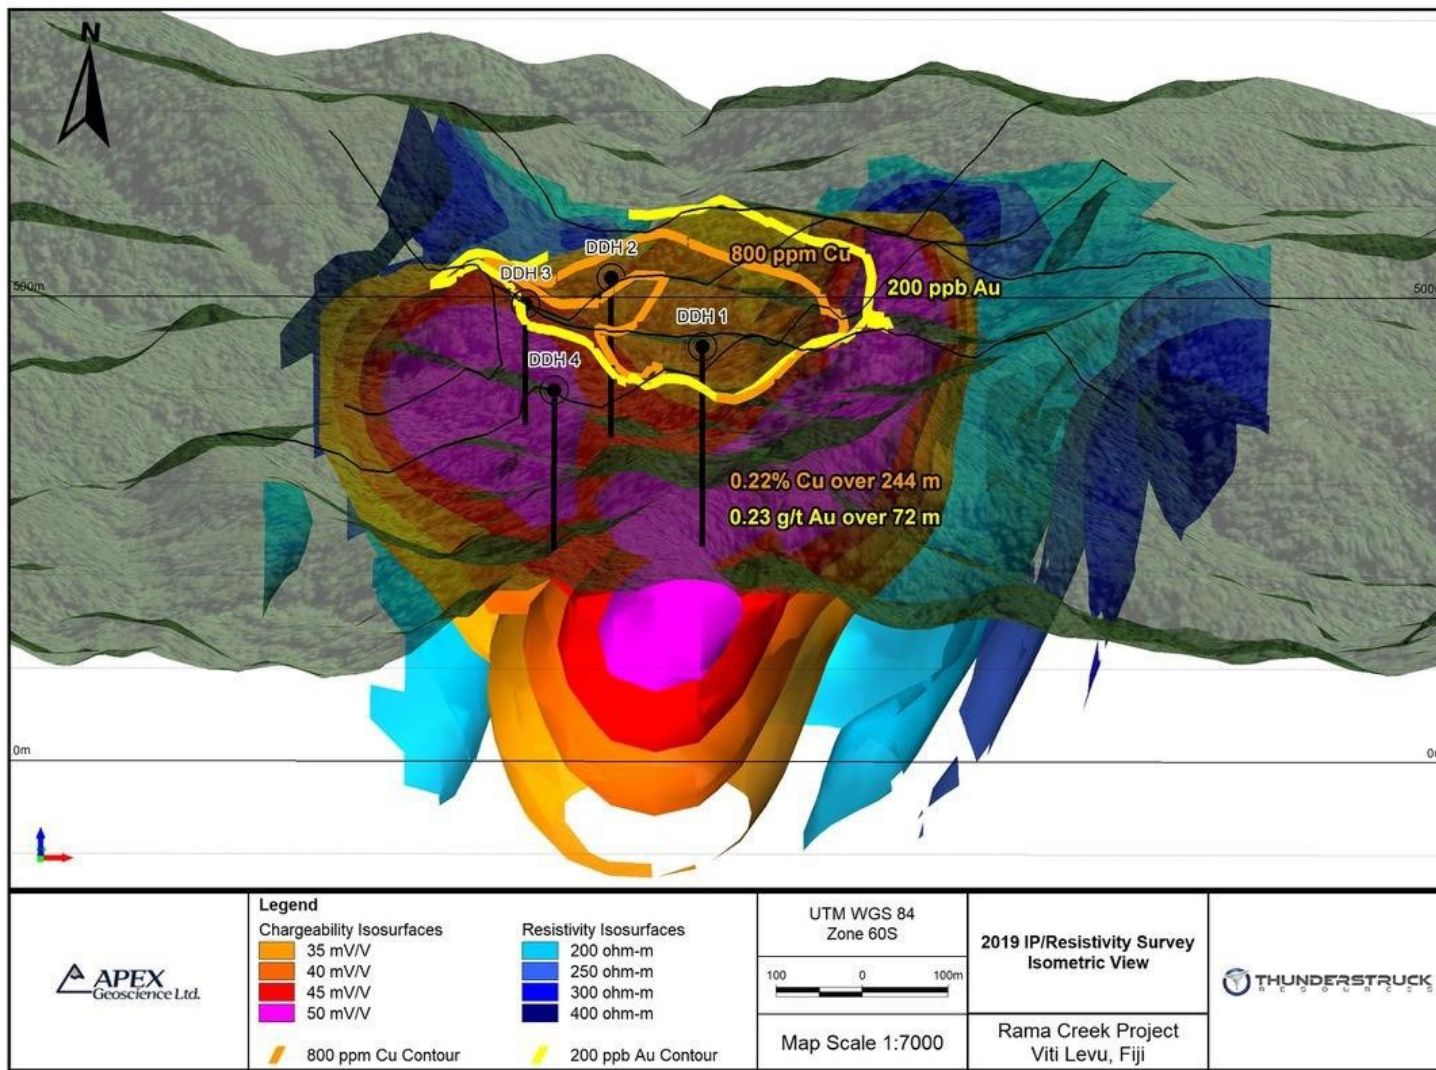 N
800 ppm Cu
DDH 2
DDH 3
200 ppb Au
500m
DDH 1
DDH 4
0.22% Cu over 244 m
0.23 g/t Au over 72 m
0m
APEX
Geoscience Ltd.
Legend
Chargeability Isosurfaces
35 mV/V
40 mV/V
45 mV/V
50 mV/V
800 ppm Cu Contour
Resistivity Isosurfaces
200 ohm-m
250 ohm-m
300 ohm-m
400 ohm-m
200 ppb Au Contour
UTM WGS 84
Zone 60S
100 0 100m
Map Scale 1:7000
2019 IP/Resistivity Survey
Isometric View
Rama Creek Project
Viti Levu, Fiji
THUNDERSTRUCK
RESOURCES